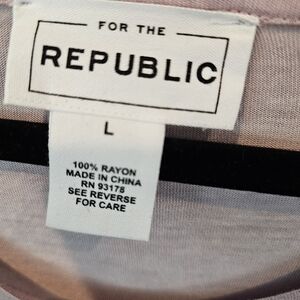 FOR THE
REPUBLIC
L
100% RAYON
MADE IN CHINA
RN 93178
SEE REVERSE
FOR CARE